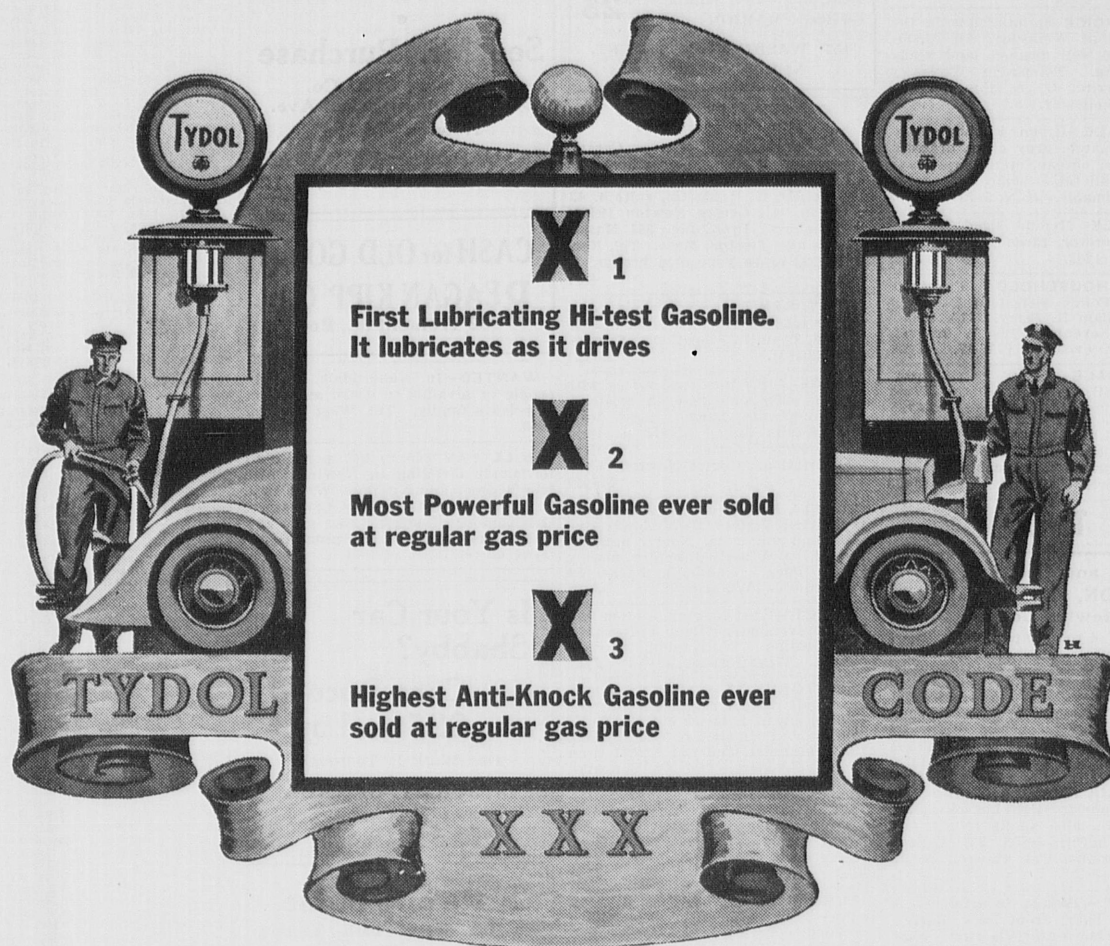 TYDOL
TYDOL
X 1
First Lubricating Hi-test Gasoline.
It lubricates as it drives
X 2
Most Powerful Gasoline ever sold
at regular gas price
X 3
Highest Anti-Knock Gasoline ever
sold at regular gas price
TYDOL CODE
XXX